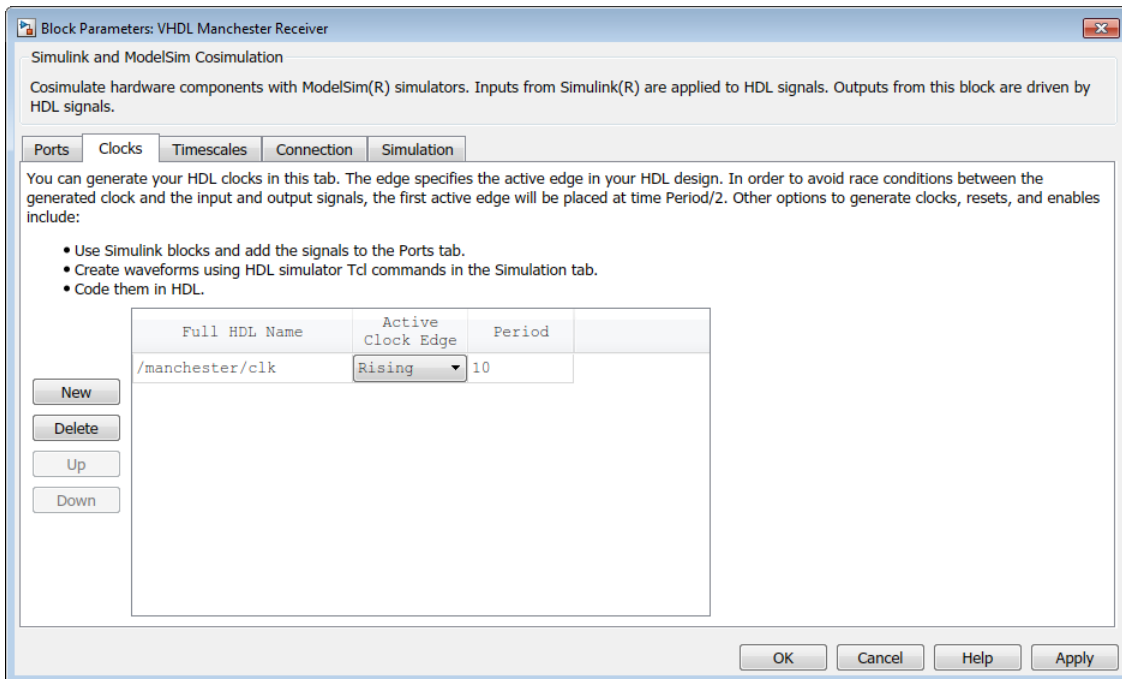 Block Parameters: VHDL Manchester Receiver
Simulink and ModelSim Cosimulation
Cosimulate hardware components with ModelSim(R) simulators. Inputs from Simulink(R) are applied to HDL signals. Outputs from this block are driven by
HDL signals.
Ports Clocks Timescales Connection Simulation
You can generate your HDL clocks in this tab. The edge specifies the active edge in your HDL design. In order to avoid race conditions between the
generated clock and the input and output signals, the first active edge will be placed at time Period/2. Other options to generate clocks, resets, and enables
include:
• Use Simulink blocks and add the signals to the Ports tab.
• Create waveforms using HDL simulator Tcl commands in the Simulation tab.
• Code them in HDL.
Full HDL Name Active Clock Edge Period
/manchester/clk Rising 10
New
Delete
Up
Down
OK Cancel Help Apply